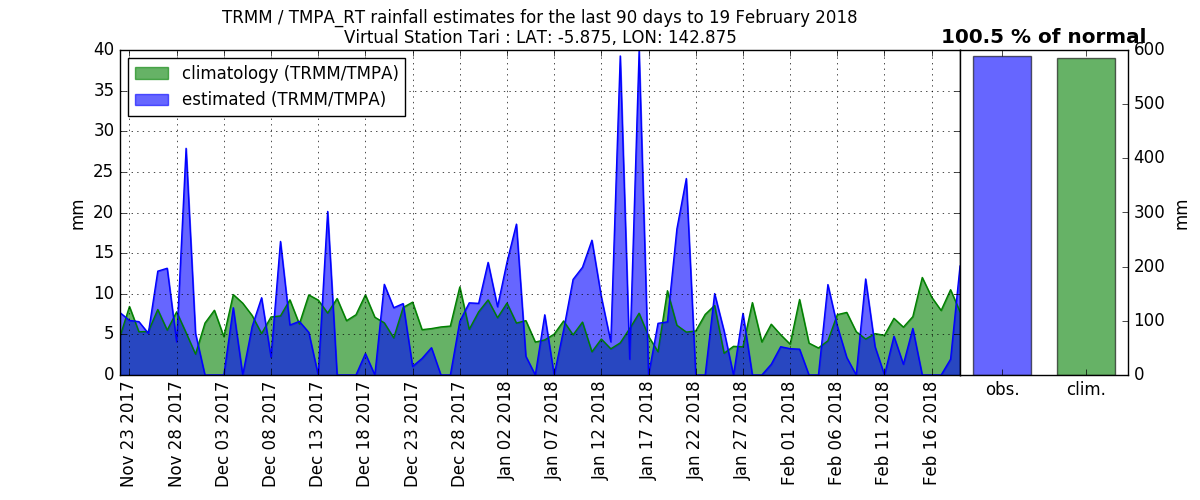 TRMM / TMPA_RT rainfall estimates for the last 90 days to 19 February 2018
Virtual Station Tari : LAT: -5.875, LON: 142.875
100.5 % of normal
climatology (TRMM/TMPA)
estimated (TRMM/TMPA)
40
35
30
25
20
15
10
5
0
mm
600
500
400
300
200
100
0
mm
Nov 23 2017
Nov 28 2017
Dec 03 2017
Dec 08 2017
Dec 13 2017
Dec 18 2017
Dec 23 2017
Dec 28 2017
Jan 02 2018
Jan 07 2018
Jan 12 2018
Jan 17 2018
Jan 22 2018
Jan 27 2018
Feb 01 2018
Feb 06 2018
Feb 11 2018
Feb 16 2018
obs.
clim.